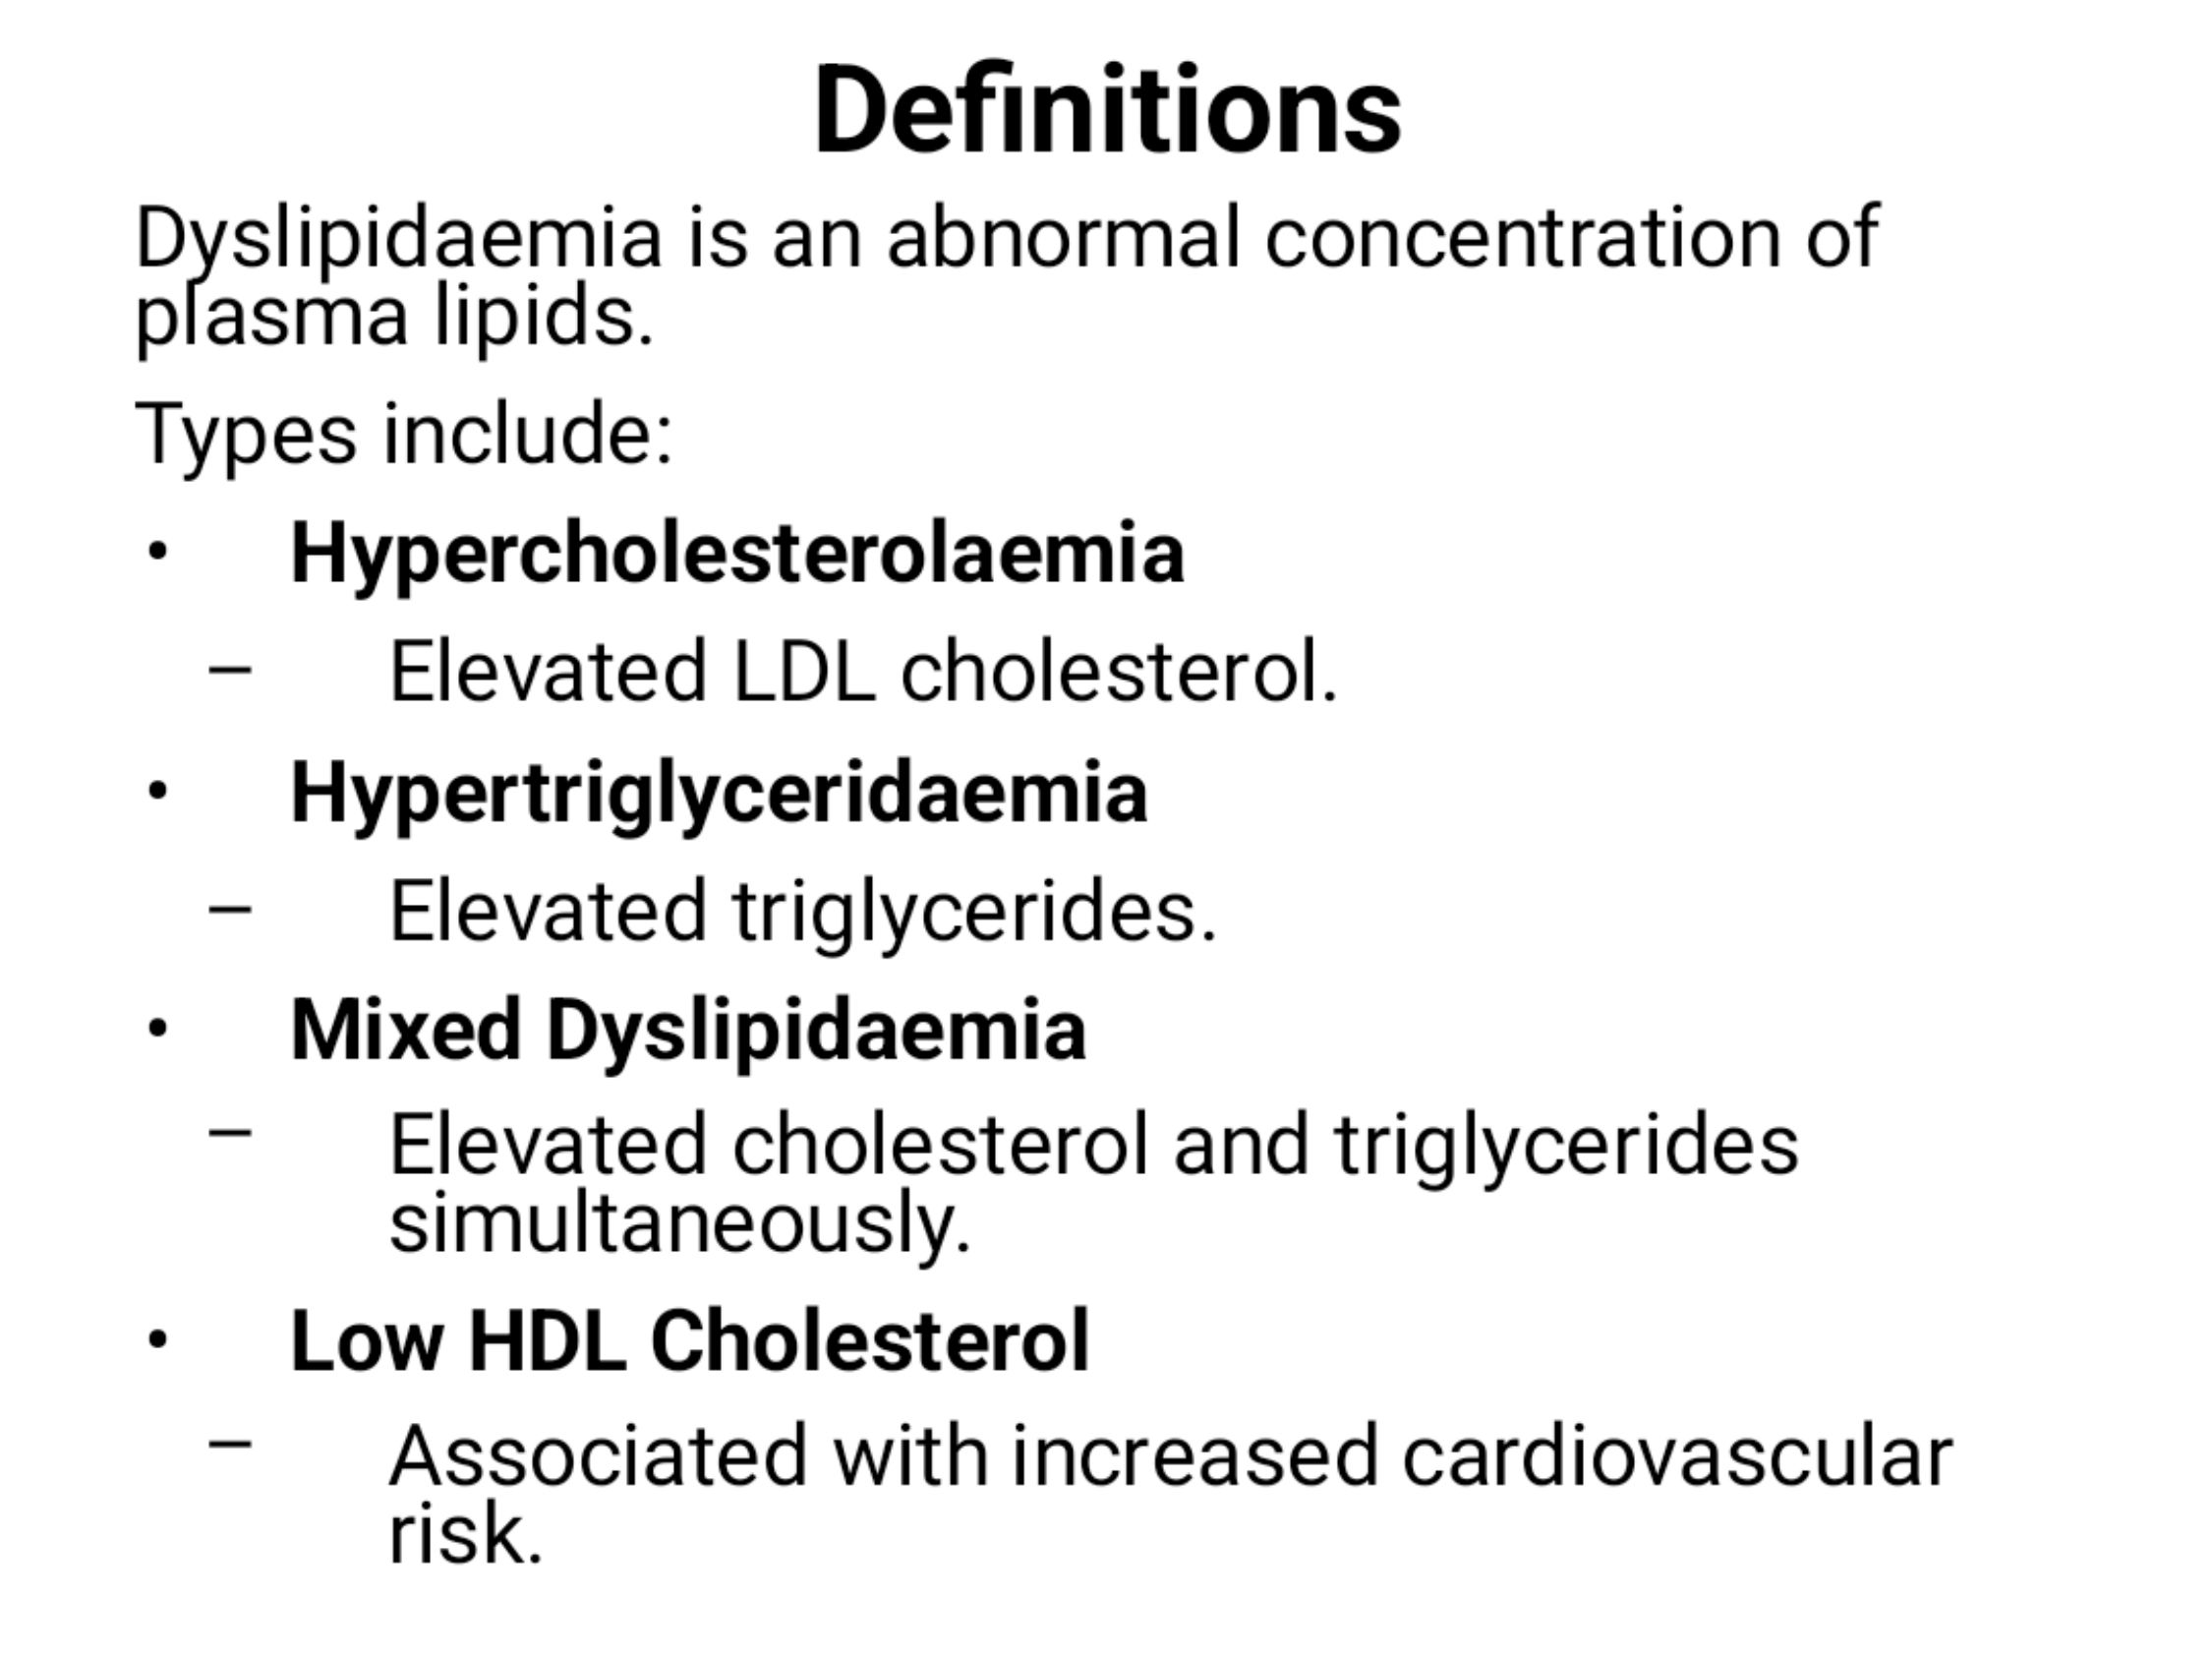 Definitions
Dyslipidaemia is an abnormal concentration of
plasma lipids.
Types include:
• Hypercholesterolaemia
– Elevated LDL cholesterol.
• Hypertriglyceridaemia
– Elevated triglycerides.
• Mixed Dyslipidaemia
– Elevated cholesterol and triglycerides
simultaneously.
• Low HDL Cholesterol
– Associated with increased cardiovascular
risk.